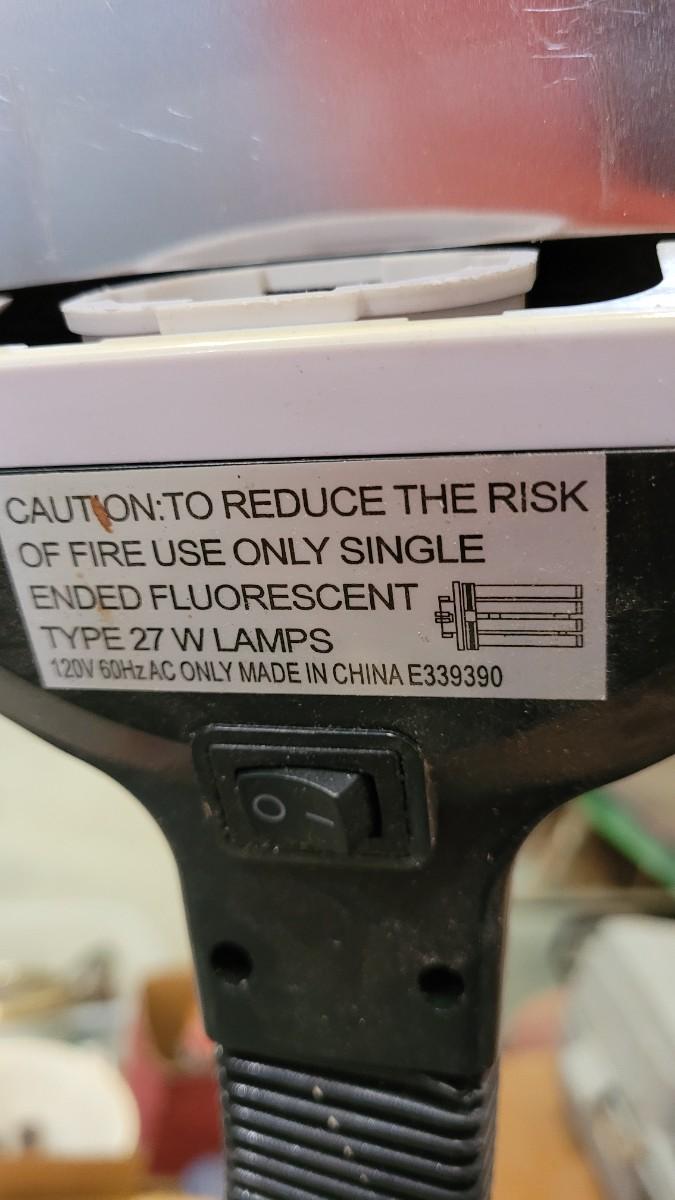 CAUTION:TO REDUCE THE RISK
OF FIRE USE ONLY SINGLE
ENDED FLUORESCENT
TYPE 27 W LAMPS
120V 60Hz AC ONLY MADE IN CHINA E339390
O I